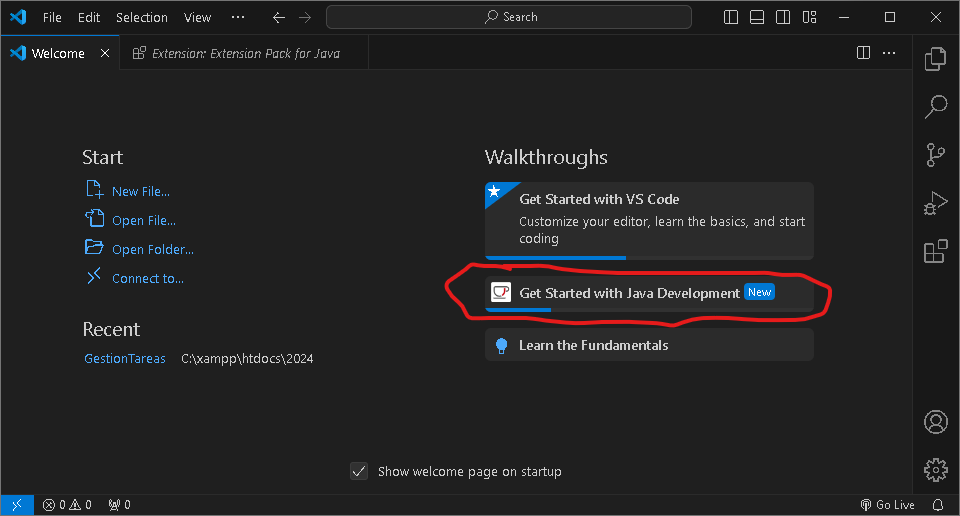 File Edit Selection View ··· Search
Welcome Extension: Extension Pack for Java
Start
New File...
Open File...
Open Folder...
Connect to...
Recent
GestionTareas C:\xampp\htdocs\2024
Walkthroughs
Get Started with VS Code
Customize your editor, learn the basics, and start
coding
Get Started with Java Development New
Learn the Fundamentals
Show welcome page on startup
0 0 0 Go Live